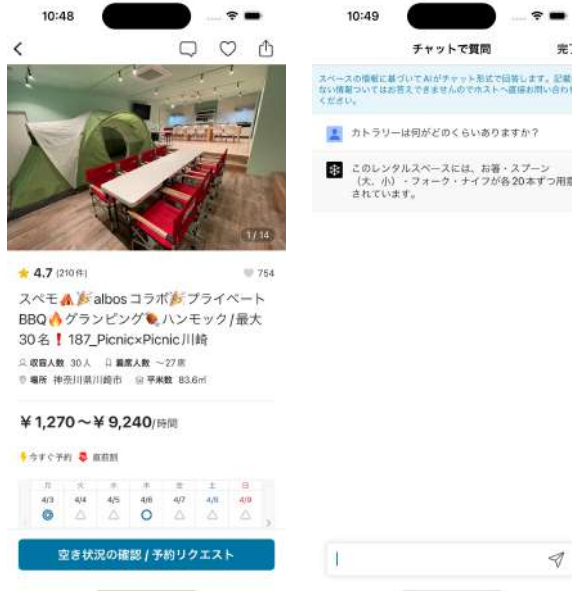 10:48
1 / 14
4.7 (210件)
754
スペモ⛺🎉albos コラボ🎉プライベート
BBQ🔥グランピング🌰ハンモック/最大
30名❗187_Picnic×Picnic川崎
収容人数 30人 着席人数 〜27席
場所 神奈川県川崎市 平米数 83.6㎡
¥1,270〜¥9,240/時間
今すぐ予約 直前割
月 火 水 木 金 土 日
4/3 4/4 4/5 4/6 4/7 4/8 4/9
空き状況の確認 / 予約リクエスト
10:49
チャットで質問
完了
スペースの情報に基づいてAIがチャット形式で回答します。記載
ない情報についてはお答えできませんのでホストへ直接お問い合わせ
ください。
カトラリーは何がどのくらいありますか？
このレンタルスペースには、お箸・スプーン
（大、小）・フォーク・ナイフが各20本ずつ用意
されています。